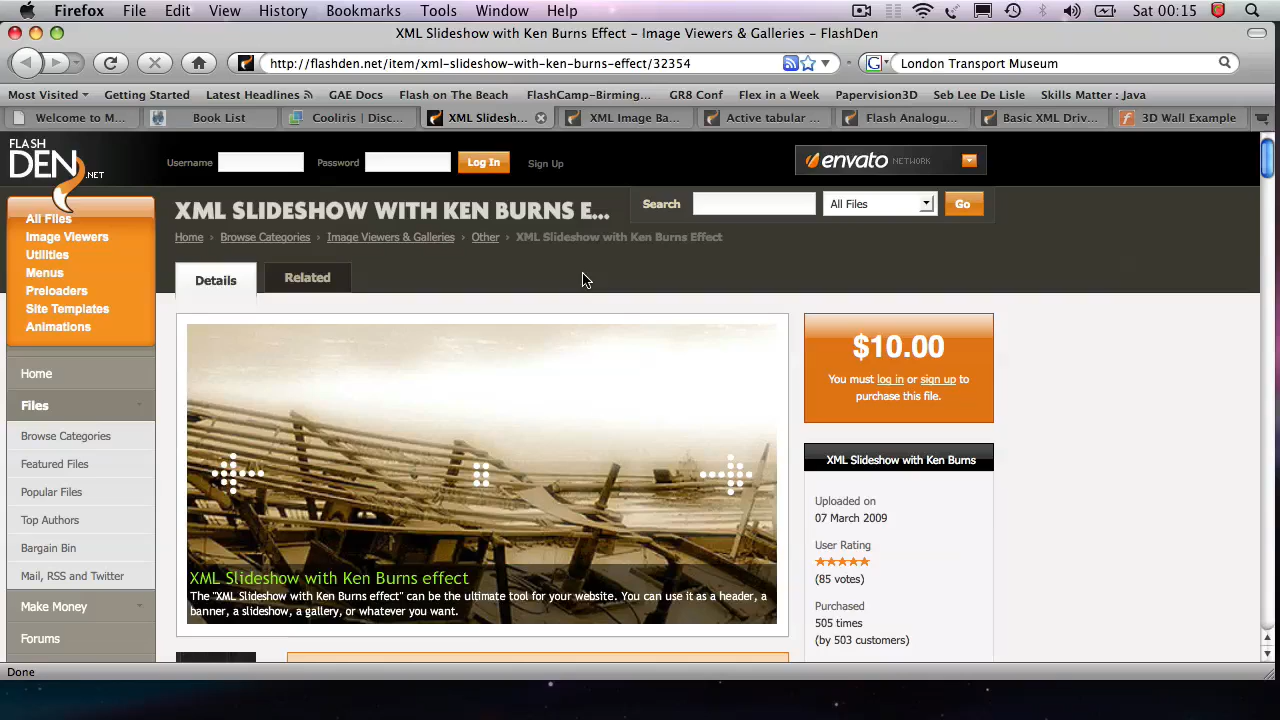 Firefox File Edit View History Bookmarks Tools Window Help Sat 00:15
XML Slideshow with Ken Burns Effect - Image Viewers & Galleries - FlashDen
http://flashden.net/item/xml-slideshow-with-ken-burns-effect/32354 London Transport Museum
Most Visited Getting Started Latest Headlines GAE Docs Flash on The Beach FlashCamp-Birming... GR8 Conf Flex in a Week Papervision3D Seb Lee De Lisle Skills Matter : Java
Welcome to M... Book List Cooliris | Disc... XML Slidesh... XML Image Ba... Active tabular ... Flash Analogu... Basic XML Driv... 3D Wall Example
FLASH
DEN.NET
Username Password Log In Sign Up envato NETWORK
XML SLIDESHOW WITH KEN BURNS E... Search All Files Go
Home › Browse Categories › Image Viewers & Galleries › Other › XML Slideshow with Ken Burns Effect
Details Related
All Files
Image Viewers
Utilities
Menus
Preloaders
Site Templates
Animations
Home
Files
Browse Categories
Featured Files
Popular Files
Top Authors
Bargain Bin
Mail, RSS and Twitter
Make Money
Forums
XML Slideshow with Ken Burns effect
The "XML Slideshow with Ken Burns effect" can be the ultimate tool for your website. You can use it as a header, a
banner, a slideshow, a gallery, or whatever you want.
$10.00
You must log in or sign up to
purchase this file.
XML Slideshow with Ken Burns
Uploaded on
07 March 2009
User Rating
(85 votes)
Purchased
505 times
(by 503 customers)
Done